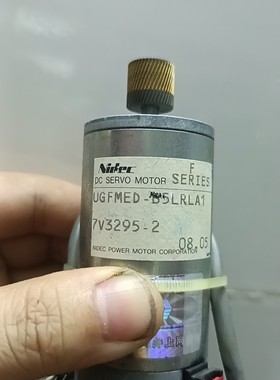 Nidec
F
DC SERVO MOTOR SERIES
UGFMED-B5LRLA1
7V3295-2
08.05
NIDEC POWER MOTOR CORPORATION